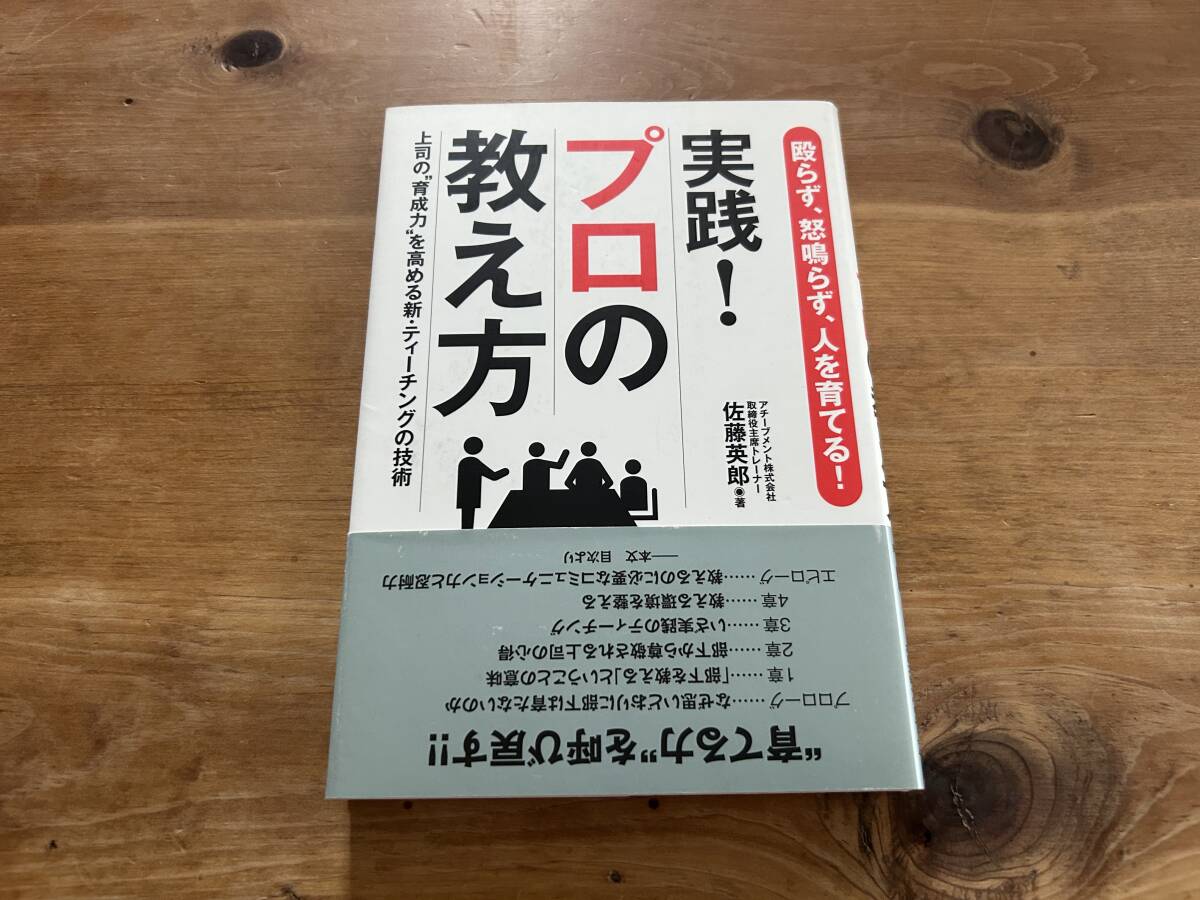 殴らず、怒鳴らず、人を育てる!
実践!
プロの
教え方
上司の"育成力"を高める新・ティーチングの技術
アチーブメント株式会社
取締役主席トレーナー
佐藤英郎◉著
"育てる力"を呼び戻す!!
プロローグ……なぜ思いどおりに部下は育たないのか
1章……「部下を教える」ということの意味
2章……部下から尊敬される上司の心得
3章……いざ実践のティーチング
4章……教える環境を整える
エピローグ……教えるのに必要なコミュニケーション力と忍耐力
――本文 目次より